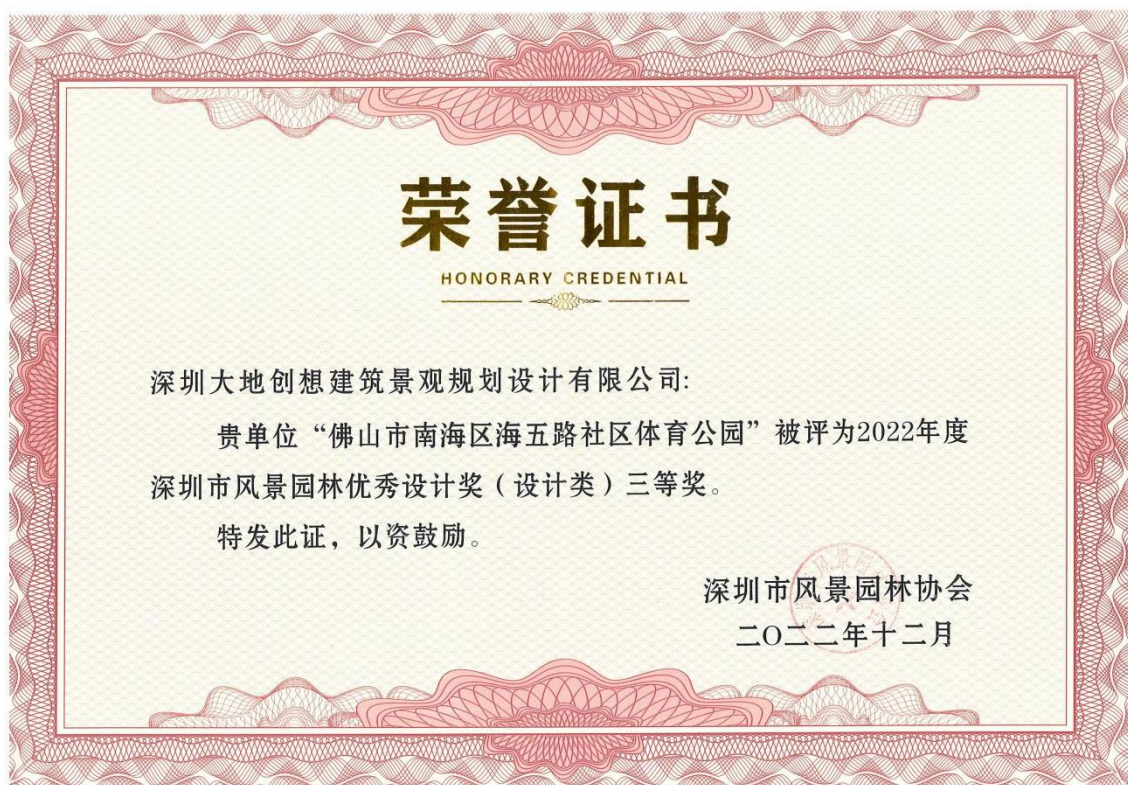 荣誉证书
HONORARY CREDENTIAL
深圳大地创想建筑景观规划设计有限公司:
贵单位“佛山市南海区海五路社区体育公园”被评为2022年度
深圳市风景园林优秀设计奖（设计类）三等奖。
特发此证，以资鼓励。
深圳市风景园林协会
二O二二年十二月